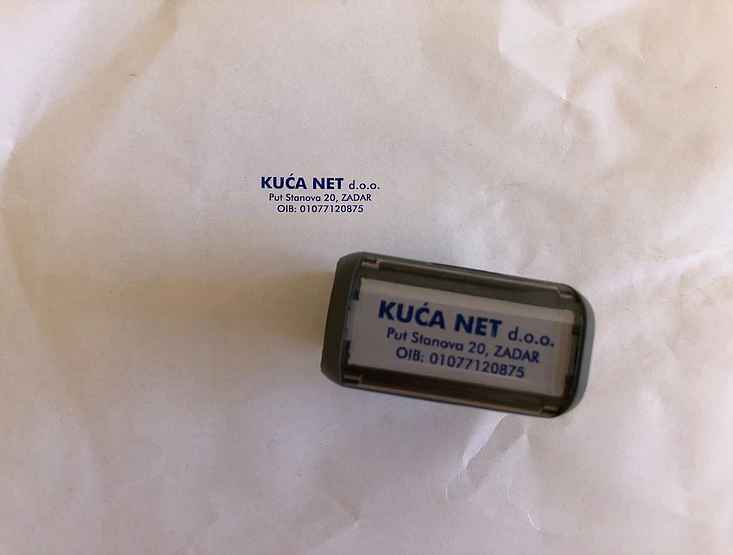 KUĆA NET d.o.o.
Put Stanova 20, ZADAR
OIB: 01077120875
KUĆA NET d.o.o.
Put Stanova 20, ZADAR
OIB: 01077120875